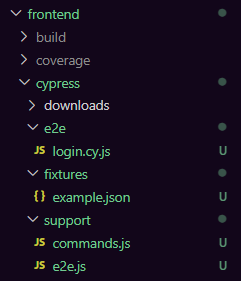 frontend
build
coverage
cypress
downloads
e2e
JS login.cy.js U
fixtures
{ } example.json U
support
JS commands.js U
JS e2e.js U